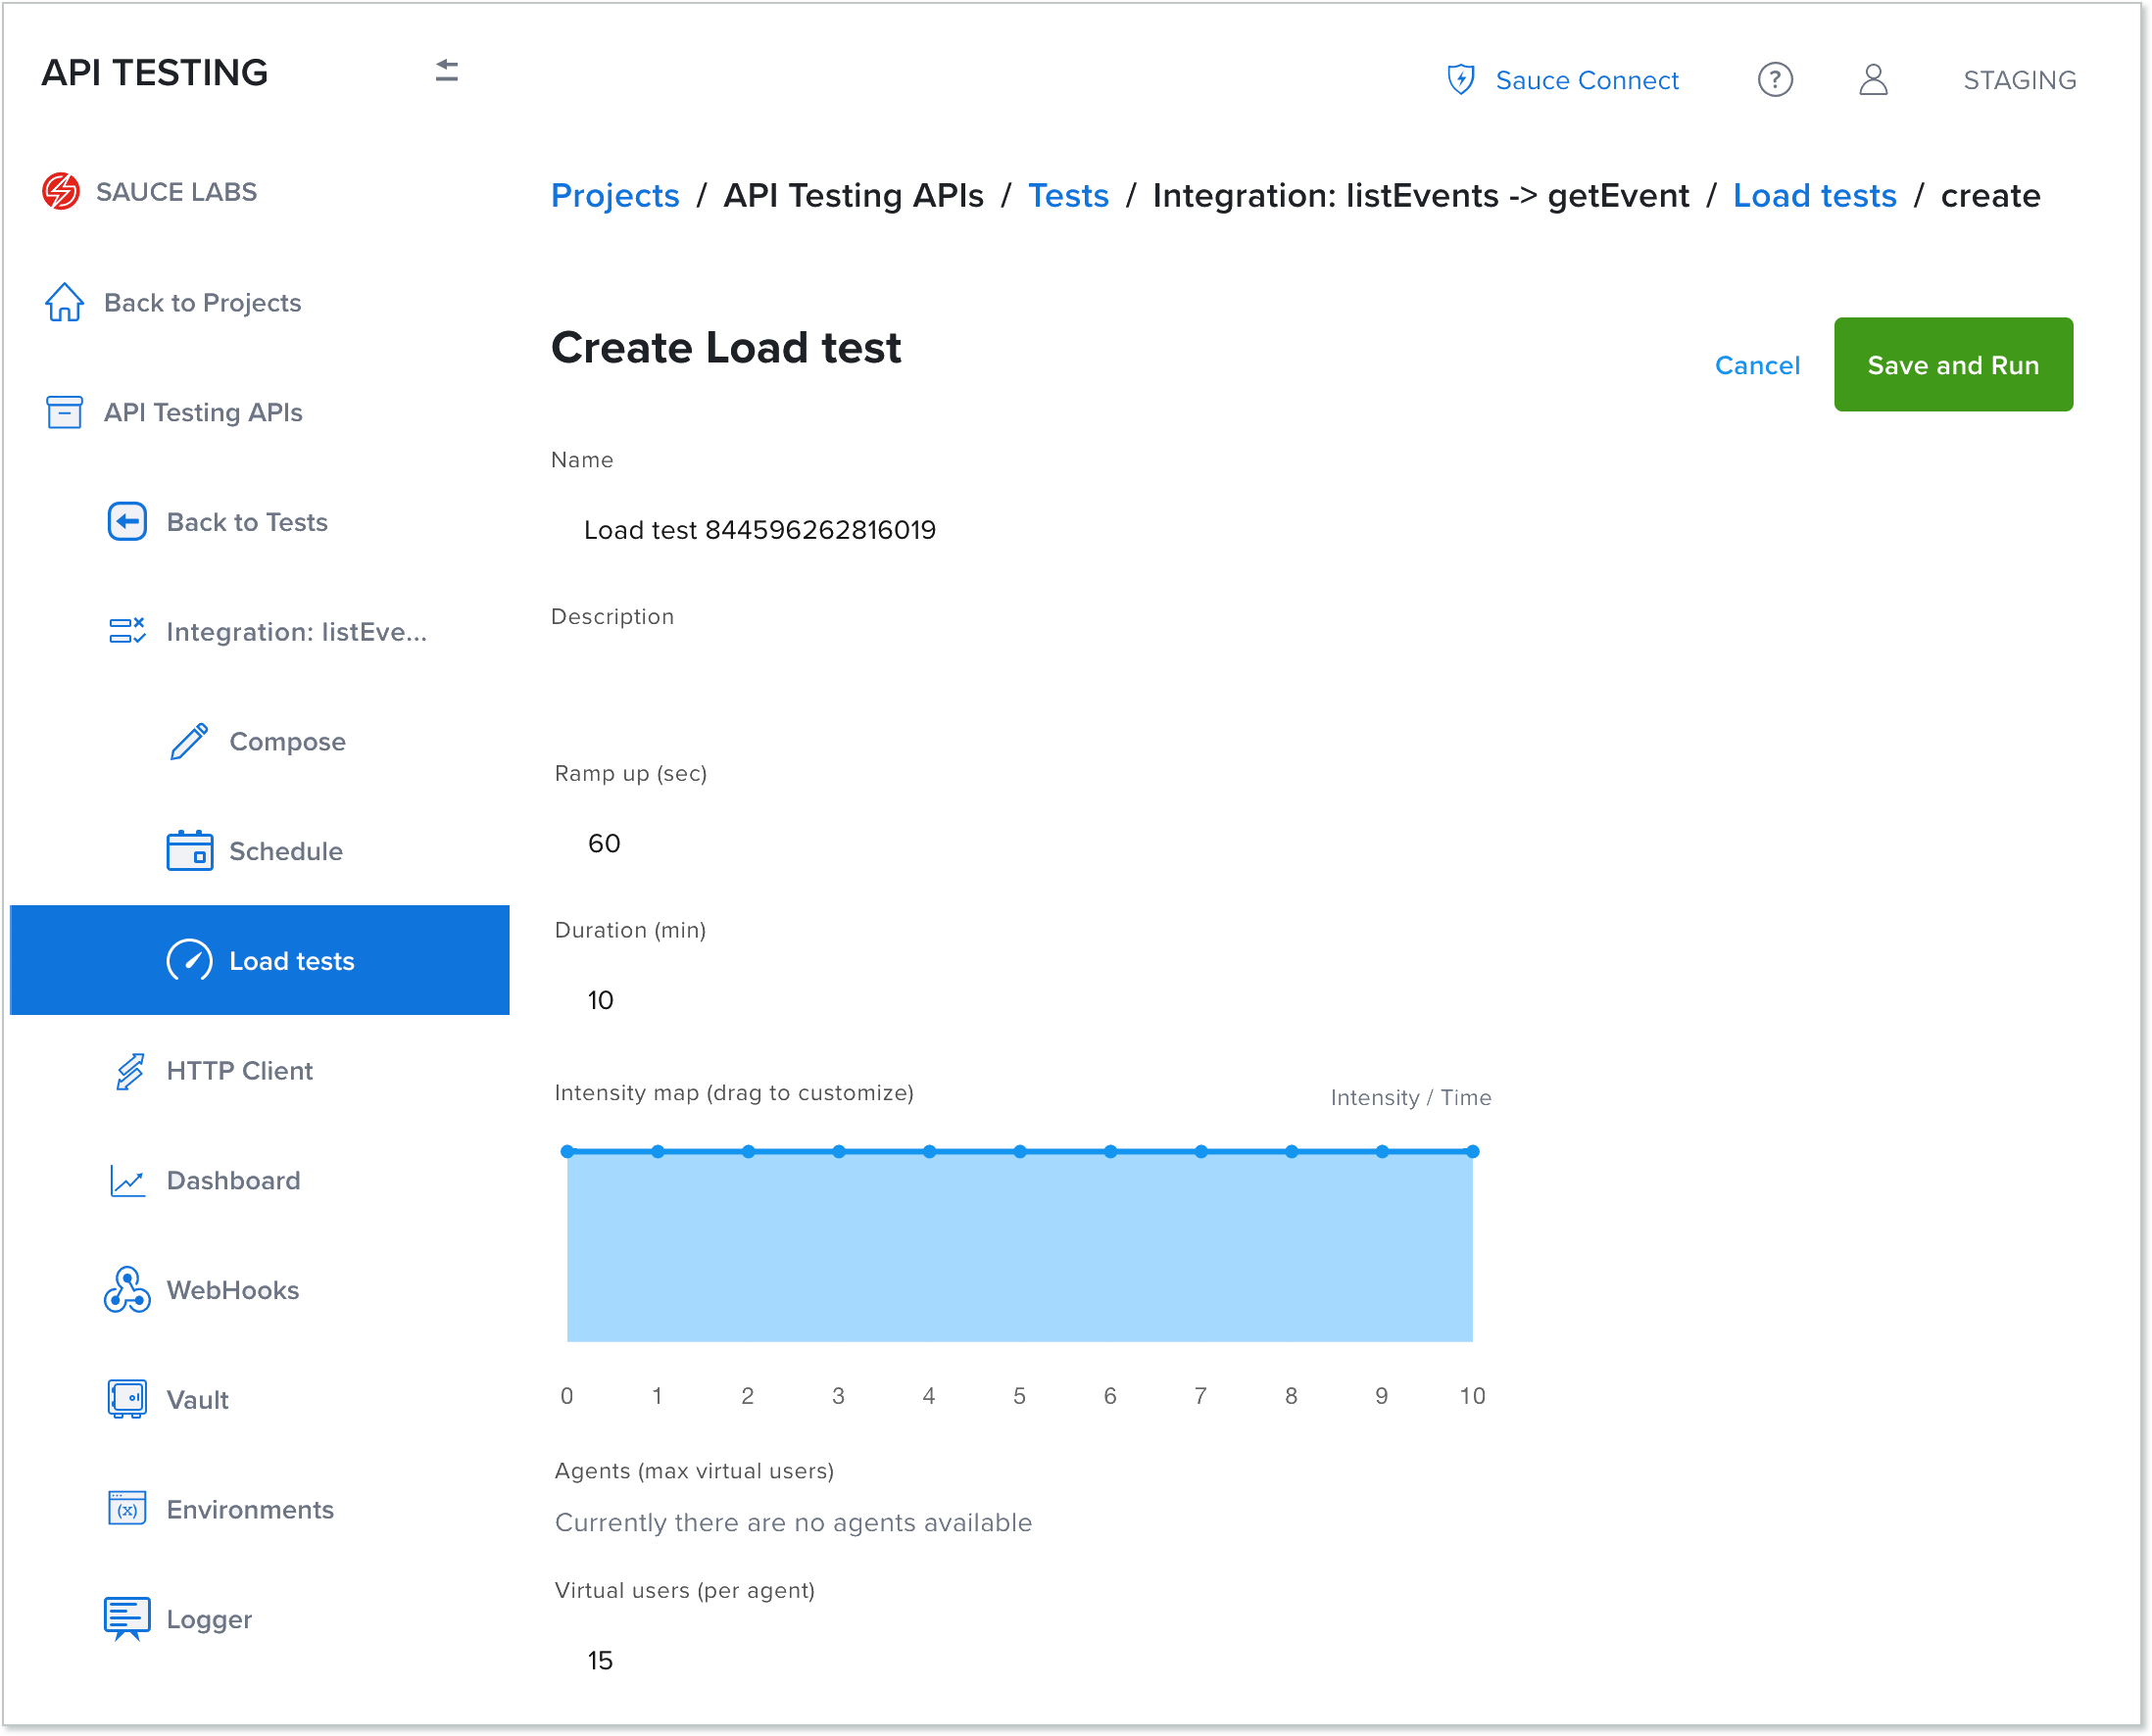 API TESTING
Sauce Connect
?
STAGING
SAUCE LABS
Back to Projects
API Testing APIs
Back to Tests
Integration: listEve...
Compose
Schedule
Load tests
HTTP Client
Dashboard
WebHooks
Vault
(x)
Environments
Logger
Projects / API Testing APIs / Tests / Integration: listEvents -> getEvent / Load tests / create
Create Load test
Cancel
Save and Run
Name
Load test 844596262816019
Description
Ramp up (sec)
60
Duration (min)
10
Intensity map (drag to customize)
Intensity / Time
0 1 2 3 4 5 6 7 8 9 10
Agents (max virtual users)
Currently there are no agents available
Virtual users (per agent)
15